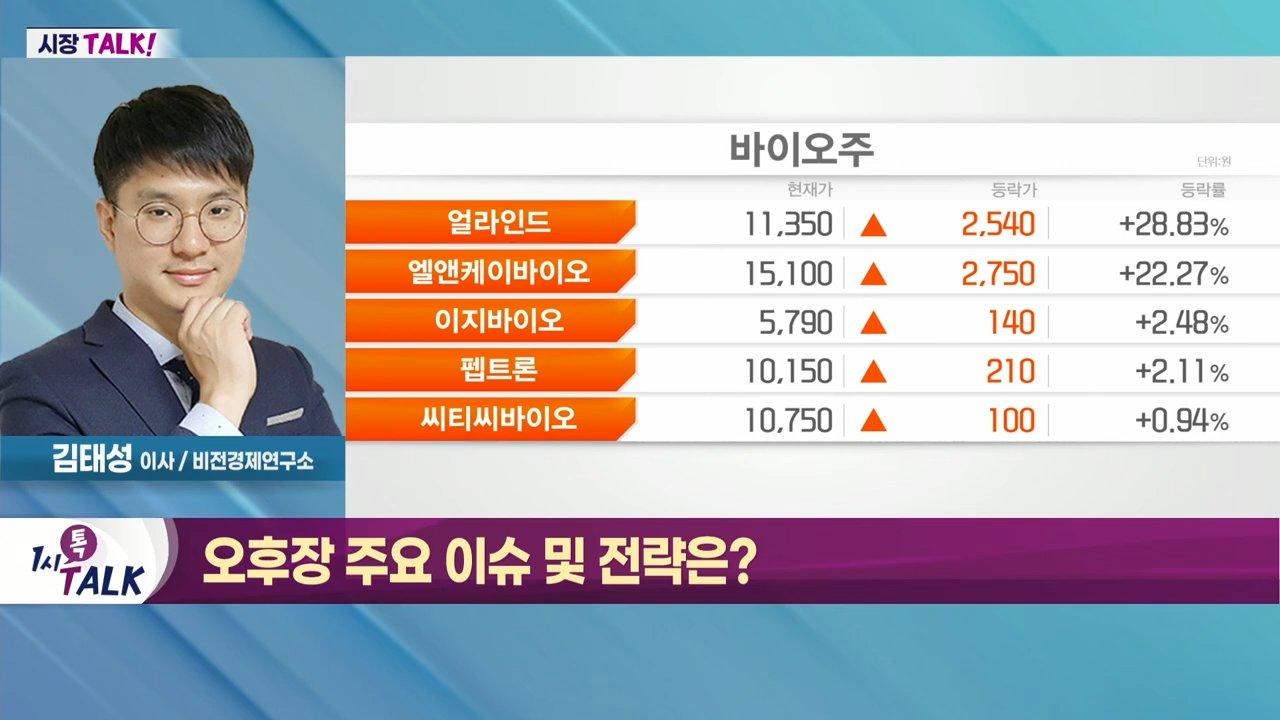 시장 TALK!
바이오주
단위:원
현재가 등락가 등락률
얼라인드 11,350 ▲ 2,540 +28.83%
엘앤케이바이오 15,100 ▲ 2,750 +22.27%
이지바이오 5,790 ▲ 140 +2.48%
펩트론 10,150 ▲ 210 +2.11%
씨티씨바이오 10,750 ▲ 100 +0.94%
김태성 이사 / 비전경제연구소
1시 톡 TALK
오후장 주요 이슈 및 전략은?